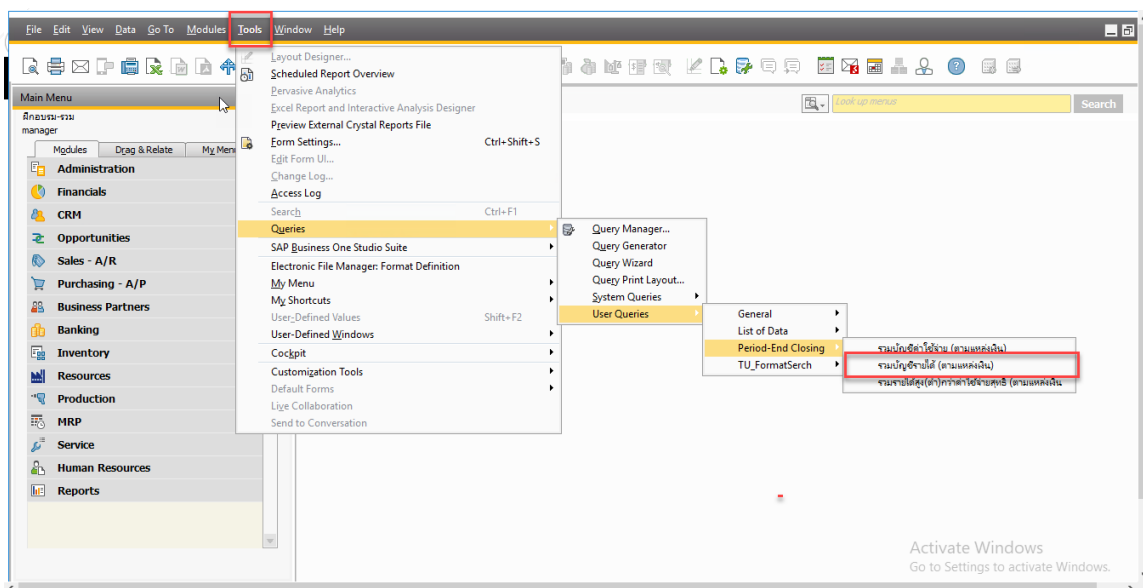 File Edit View Data Go To Modules Tools Window Help
Look up menus Search
Main Menu
ฝึกอบรม-รวม
manager
Modules Drag & Relate My Men
Administration
Financials
CRM
Opportunities
Sales - A/R
Purchasing - A/P
Business Partners
Banking
Inventory
Resources
Production
MRP
Service
Human Resources
Reports
Layout Designer...
Scheduled Report Overview
Pervasive Analytics
Excel Report and Interactive Analysis Designer
Preview External Crystal Reports File
Form Settings... Ctrl+Shift+S
Edit Form UI...
Change Log...
Access Log
Search Ctrl+F1
Queries
SAP Business One Studio Suite
Electronic File Manager: Format Definition
My Menu
My Shortcuts
User-Defined Values Shift+F2
User-Defined Windows
Cockpit
Customization Tools
Default Forms
Live Collaboration
Send to Conversation
Query Manager...
Query Generator
Query Wizard
Query Print Layout...
System Queries
User Queries
General
List of Data
Period-End Closing
TU_FormatSerch
รวมบัญชีค่าใช้จ่าย (ตามแหล่งเงิน)
รวมบัญชีรายได้ (ตามแหล่งเงิน)
รวมรายได้สูง(ต่ำ)กว่าค่าใช้จ่ายสุทธิ (ตามแหล่งเงิน
Activate Windows
Go to Settings to activate Windows.